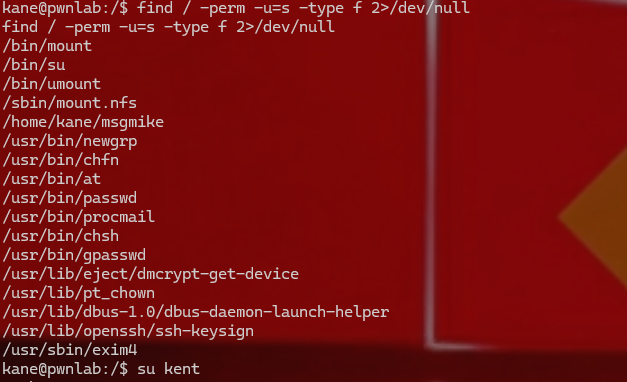 kane@pwnlab:/$ find / -perm -u=s -type f 2>/dev/null
find / -perm -u=s -type f 2>/dev/null
/bin/mount
/bin/su
/bin/umount
/sbin/mount.nfs
/home/kane/msgmike
/usr/bin/newgrp
/usr/bin/chfn
/usr/bin/at
/usr/bin/passwd
/usr/bin/procmail
/usr/bin/chsh
/usr/bin/gpasswd
/usr/lib/eject/dmcrypt-get-device
/usr/lib/pt_chown
/usr/lib/dbus-1.0/dbus-daemon-launch-helper
/usr/lib/openssh/ssh-keysign
/usr/sbin/exim4
kane@pwnlab:/$ su kent